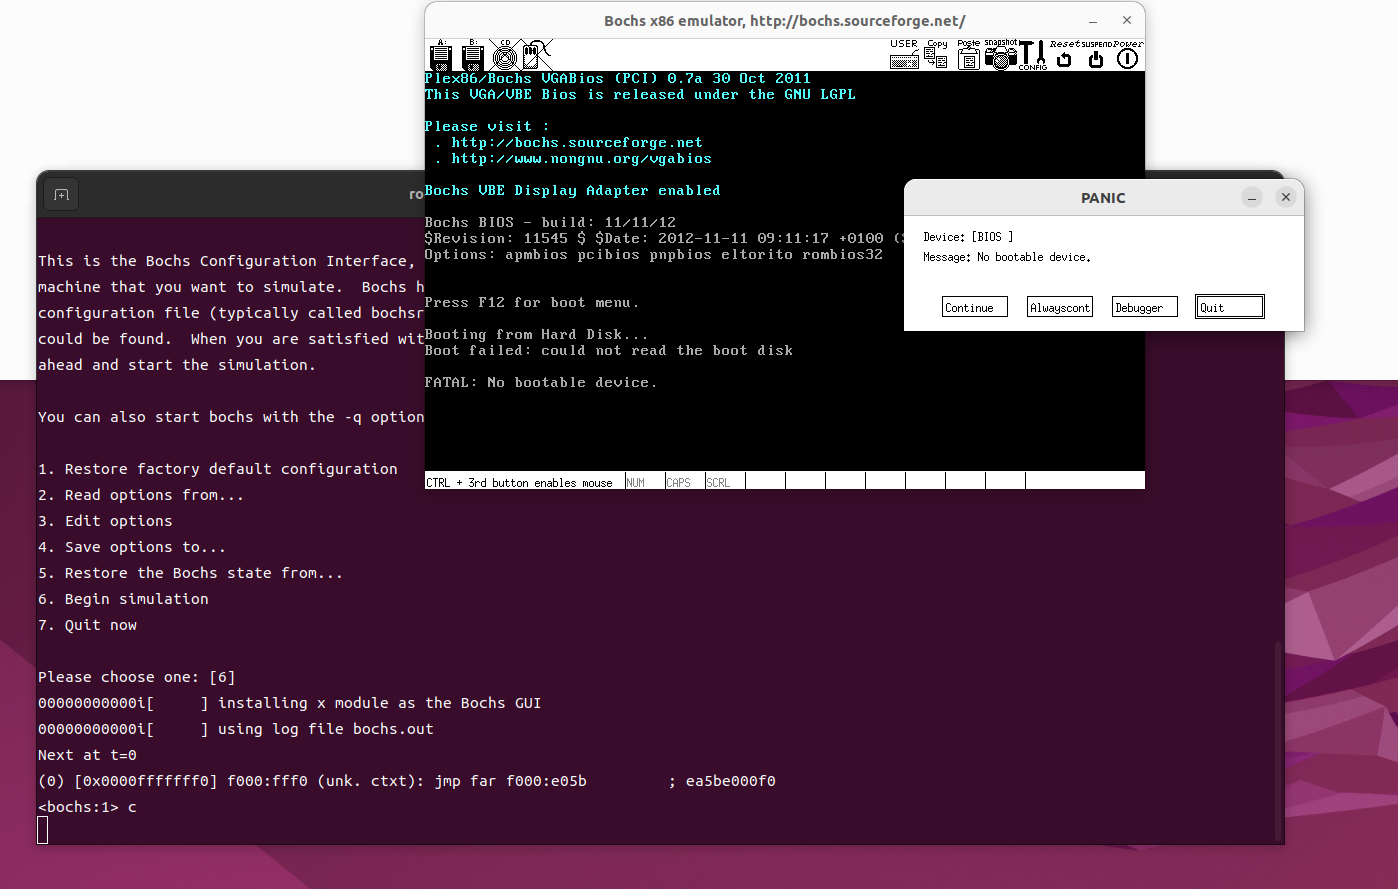 Bochs x86 emulator, http://bochs.sourceforge.net/
A: B: CD USER Copy Paste snapshot CONFIG Reset SUSPEND Power
Plex86/Bochs VGABios (PCI) 0.7a 30 Oct 2011
This VGA/VBE Bios is released under the GNU LGPL
Please visit :
. http://bochs.sourceforge.net
. http://www.nongnu.org/vgabios
Bochs VBE Display Adapter enabled
Bochs BIOS - build: 11/11/12
$Revision: 11545 $ $Date: 2012-11-11 09:11:17 +0100 (
Options: apmbios pcibios pnpbios eltorito rombios32
Press F12 for boot menu.
Booting from Hard Disk...
Boot failed: could not read the boot disk
FATAL: No bootable device.
CTRL + 3rd button enables mouse NUM CAPS SCRL
PANIC
Device: [BIOS ]
Message: No bootable device.
Continue Alwayscont Debugger Quit
ro
This is the Bochs Configuration Interface,
machine that you want to simulate.  Bochs h
configuration file (typically called bochsr
could be found.  When you are satisfied wit
ahead and start the simulation.
You can also start bochs with the -q option
1. Restore factory default configuration
2. Read options from...
3. Edit options
4. Save options to...
5. Restore the Bochs state from...
6. Begin simulation
7. Quit now
Please choose one: [6]
00000000000i[     ] installing x module as the Bochs GUI
00000000000i[     ] using log file bochs.out
Next at t=0
(0) [0x0000fffffff0] f000:fff0 (unk. ctxt): jmp far f000:e05b         ; ea5be000f0
<bochs:1> c